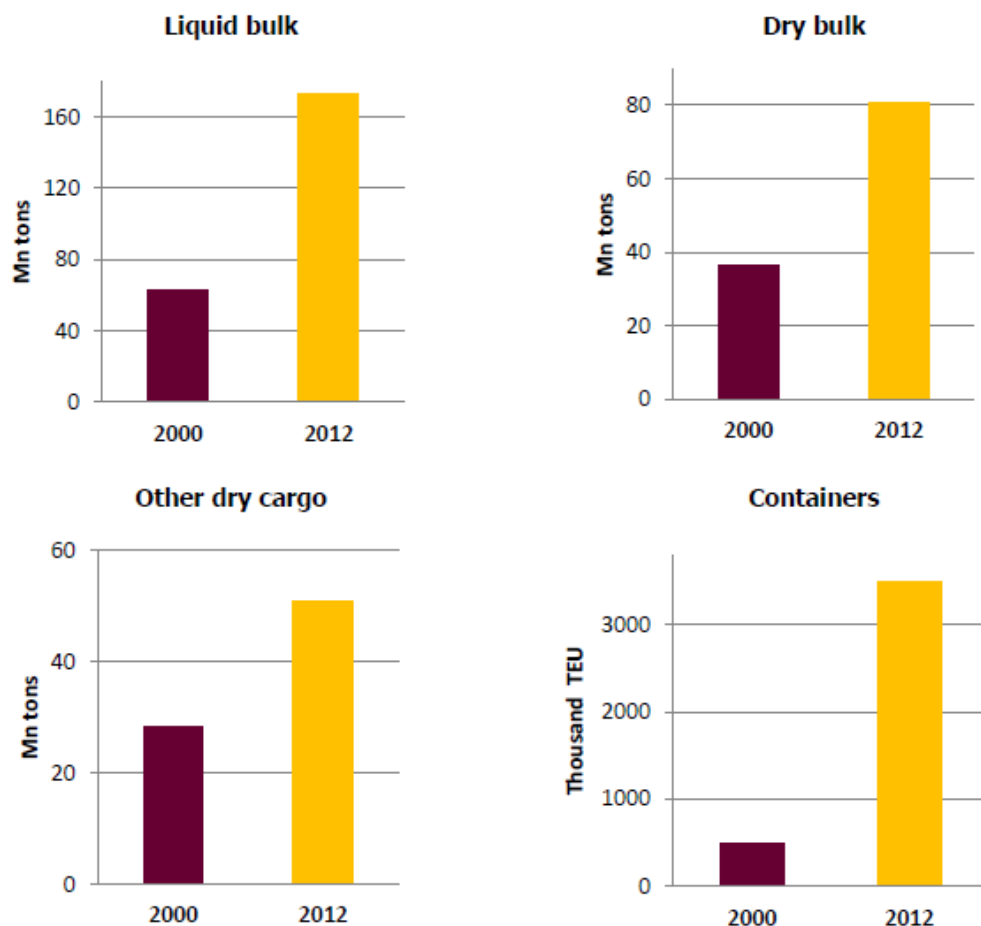 Liquid bulk
Mn tons
160
120
80
40
0
2000 2012
Dry bulk
Mn tons
80
60
40
20
0
2000 2012
Other dry cargo
Mn tons
60
40
20
0
2000 2012
Containers
Thousand TEU
3000
2000
1000
0
2000 2012